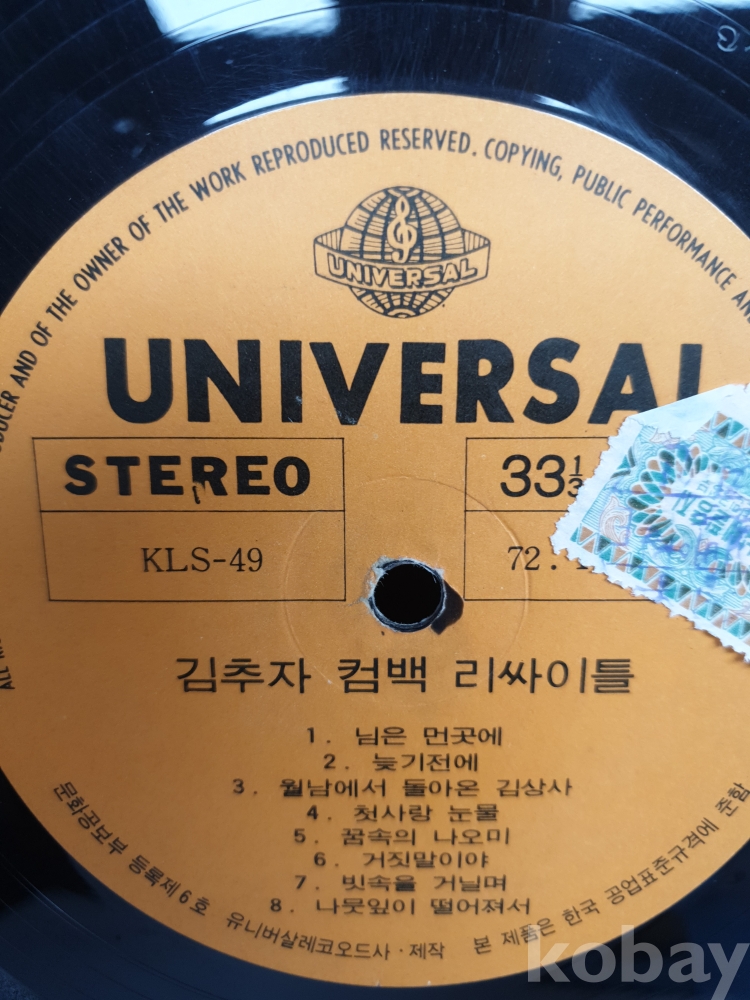 DUCER AND OF THE OWNER OF THE WORK REPRODUCED RESERVED. COPYING, PUBLIC PERFORMANCE AN
UNIVERSAL
UNIVERSAL
STEREO
33⅓
KLS-49
72.
김추자 컴백 리싸이틀
1. 님은 먼곳에
2. 늦기전에
3. 월남에서 돌아온 김상사
4. 첫사랑 눈물
5. 꿈속의 나오미
6. 거짓말이야
7. 빗속을 거닐며
8. 나뭇잎이 떨어져서
문화공보부 등록제 6 호 유니버살레코오드사 · 제작 본 제품은 한국 공업표준규격에 준함
ALL
kobay